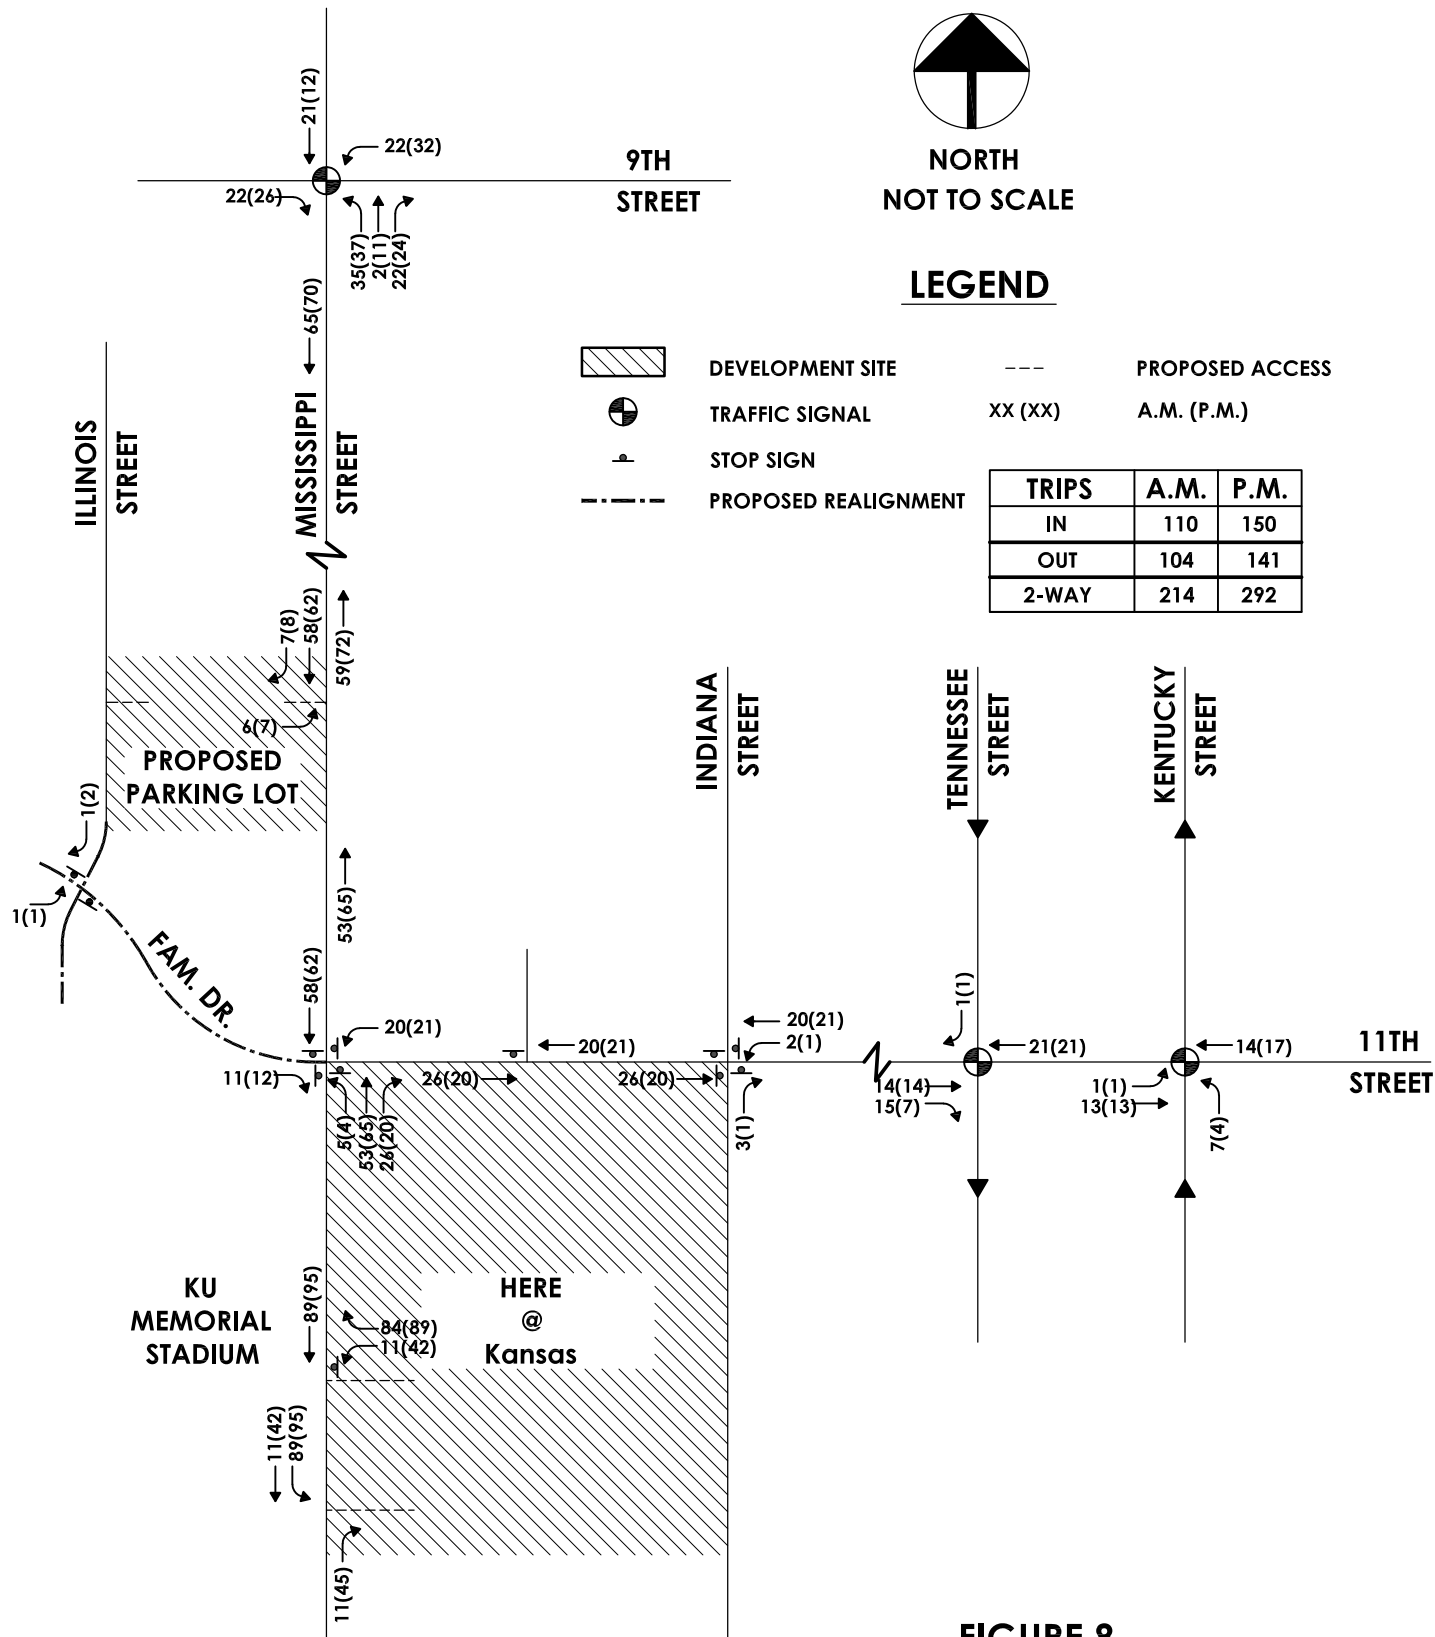 21(12)
22(32)
9TH
STREET
22(26)
35(37)
2(11)
22(24)
65(70)
NORTH
NOT TO SCALE
LEGEND
DEVELOPMENT SITE
PROPOSED ACCESS
TRAFFIC SIGNAL
XX (XX)
A.M. (P.M.)
STOP SIGN
PROPOSED REALIGNMENT
TRIPS A.M. P.M.
IN 110 150
OUT 104 141
2-WAY 214 292
ILLINOIS
STREET
MISSISSIPPI
STREET
7(8)
58(62)
59(72)
6(7)
PROPOSED
PARKING LOT
INDIANA
STREET
TENNESSEE
STREET
KENTUCKY
STREET
1(2)
1(1)
53(65)
FAM. DR.
58(62)
20(21)
11(12)
5(4)
53(65)
26(20)
20(21)
26(20)
20(21)
2(1)
26(20)
3(1)
1(1)
21(21)
14(14)
15(7)
14(17)
1(1)
13(13)
7(4)
11TH
STREET
KU
MEMORIAL
STADIUM
89(95)
84(89)
11(42)
HERE
@
Kansas
11(42)
89(95)
11(45)
FIGURE 8